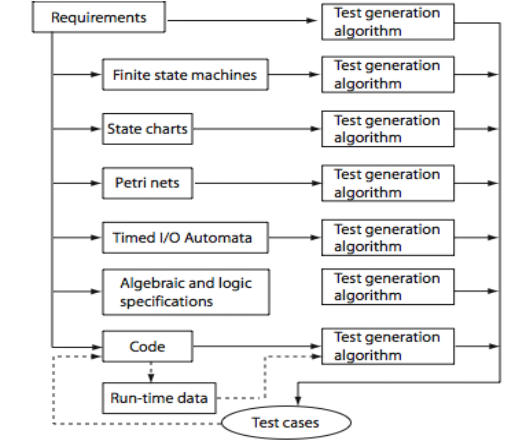 Requirements
Test generation
algorithm
Finite state machines
Test generation
algorithm
State charts
Test generation
algorithm
Petri nets
Test generation
algorithm
Timed I/O Automata
Test generation
algorithm
Algebraic and logic
specifications
Test generation
algorithm
Code
Test generation
algorithm
Run-time data
Test cases